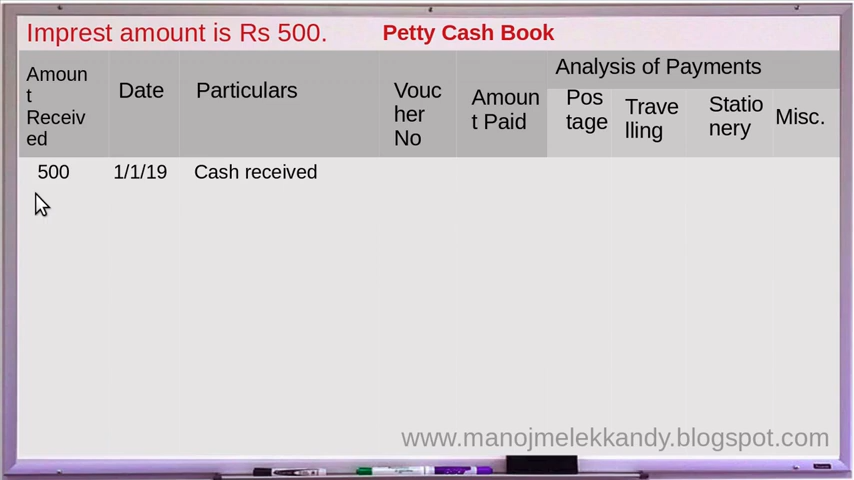 Imprest amount is Rs 500.
Petty Cash Book
Amoun
t
Receiv
ed
Date
Particulars
Vouc
her
No
Amoun
t Paid
Analysis of Payments
Pos
tage
Trave
lling
Statio
nery
Misc.
500
1/1/19
Cash received
www.manojmelekkandy.blogspot.com